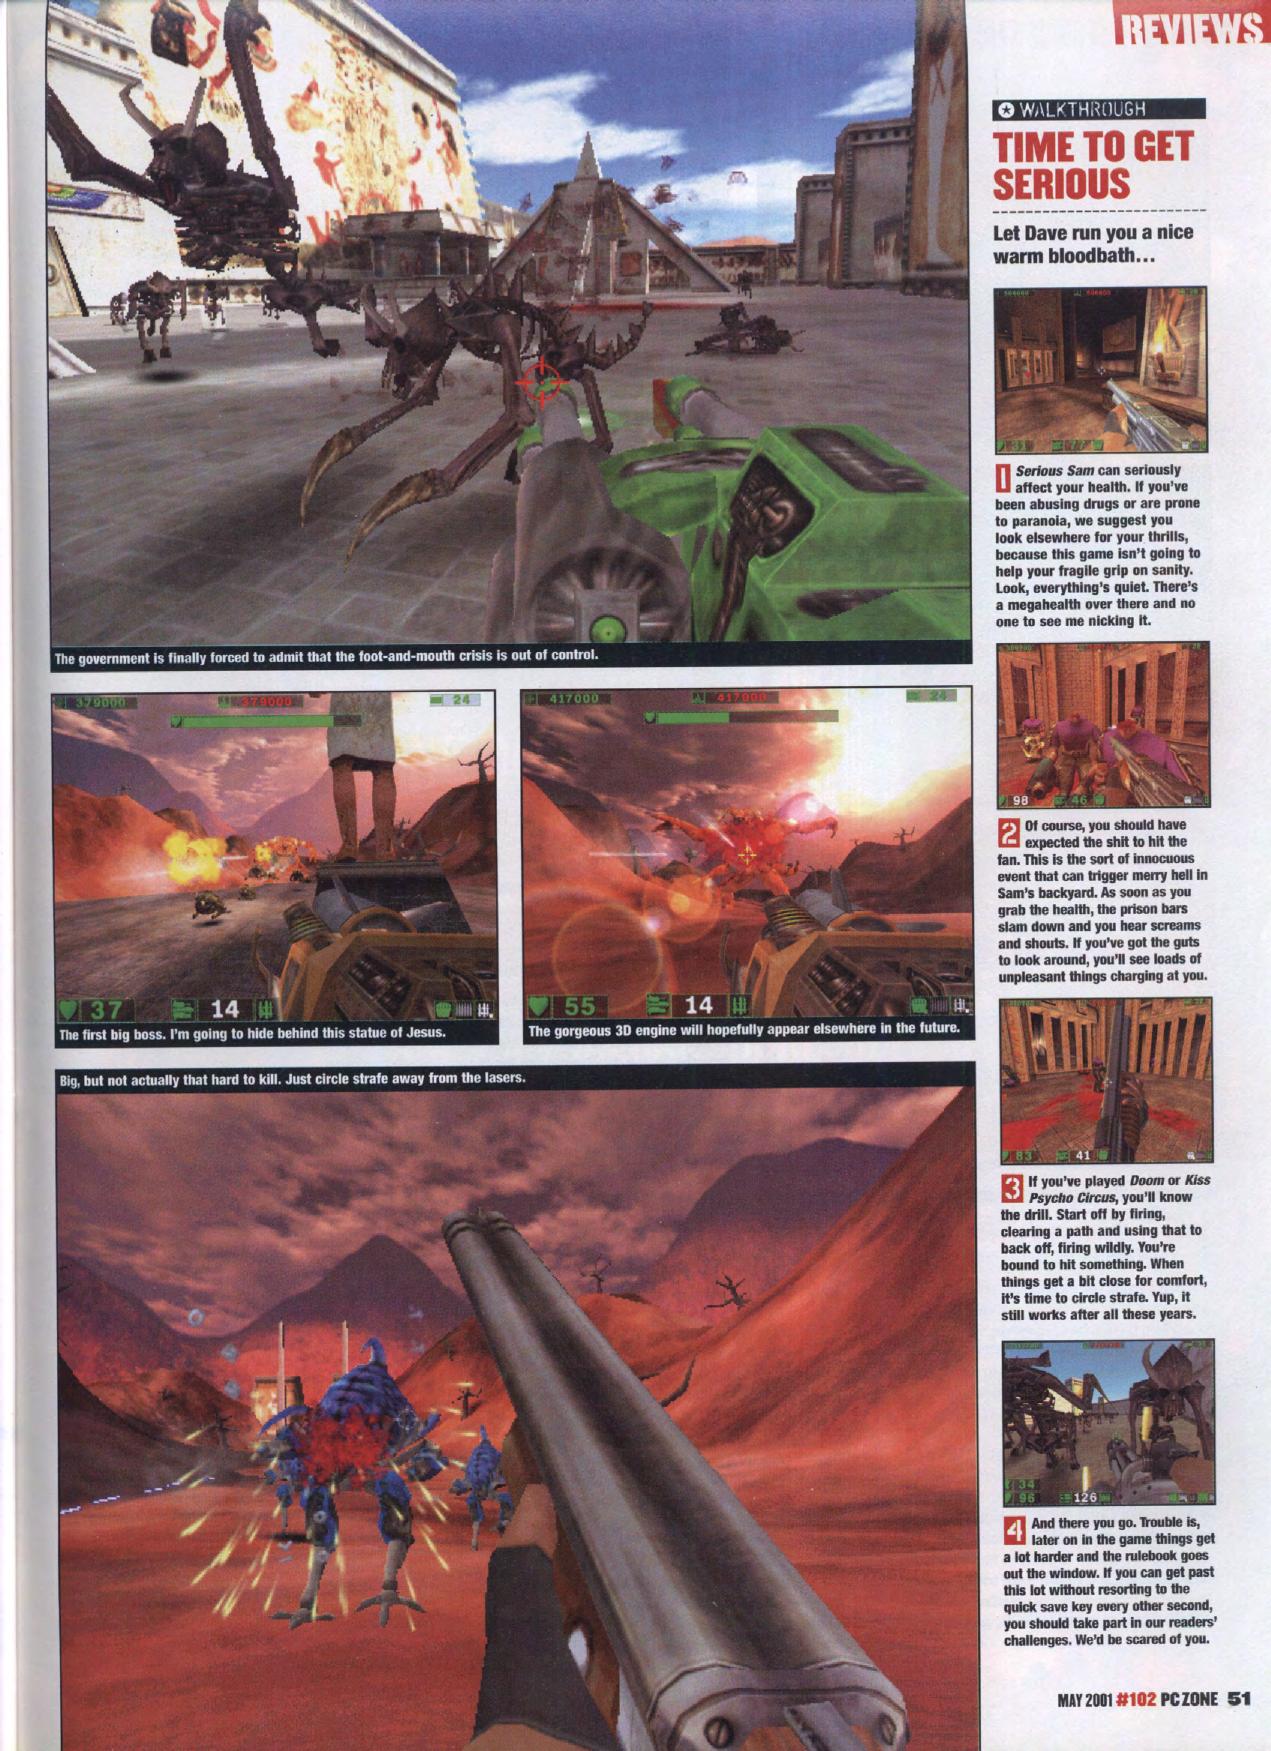 REVIEWS
The government is finally forced to admit that the foot-and-mouth crisis is out of control.
379000
379000
24
37
14
The first big boss. I'm going to hide behind this statue of Jesus.
417000
417000
24
55
14
The gorgeous 3D engine will hopefully appear elsewhere in the future.
Big, but not actually that hard to kill. Just circle strafe away from the lasers.
WALKTHROUGH
TIME TO GET
SERIOUS
Let Dave run you a nice
warm bloodbath...
1 Serious Sam can seriously
affect your health. If you've
been abusing drugs or are prone
to paranoia, we suggest you
look elsewhere for your thrills,
because this game isn't going to
help your fragile grip on sanity.
Look, everything's quiet. There's
a megahealth over there and no
one to see me nicking it.
98
46
2 Of course, you should have
expected the shit to hit the
fan. This is the sort of innocuous
event that can trigger merry hell in
Sam's backyard. As soon as you
grab the health, the prison bars
slam down and you hear screams
and shouts. If you've got the guts
to look around, you'll see loads of
unpleasant things charging at you.
83
41
3 If you've played Doom or Kiss
Psycho Circus, you'll know
the drill. Start off by firing,
clearing a path and using that to
back off, firing wildly. You're
bound to hit something. When
things get a bit close for comfort,
it's time to circle strafe. Yup, it
still works after all these years.
34
96
126
4 And there you go. Trouble is,
later on in the game things get
a lot harder and the rulebook goes
out the window. If you can get past
this lot without resorting to the
quick save key every other second,
you should take part in our readers'
challenges. We'd be scared of you.
MAY 2001 #102 PC ZONE 51